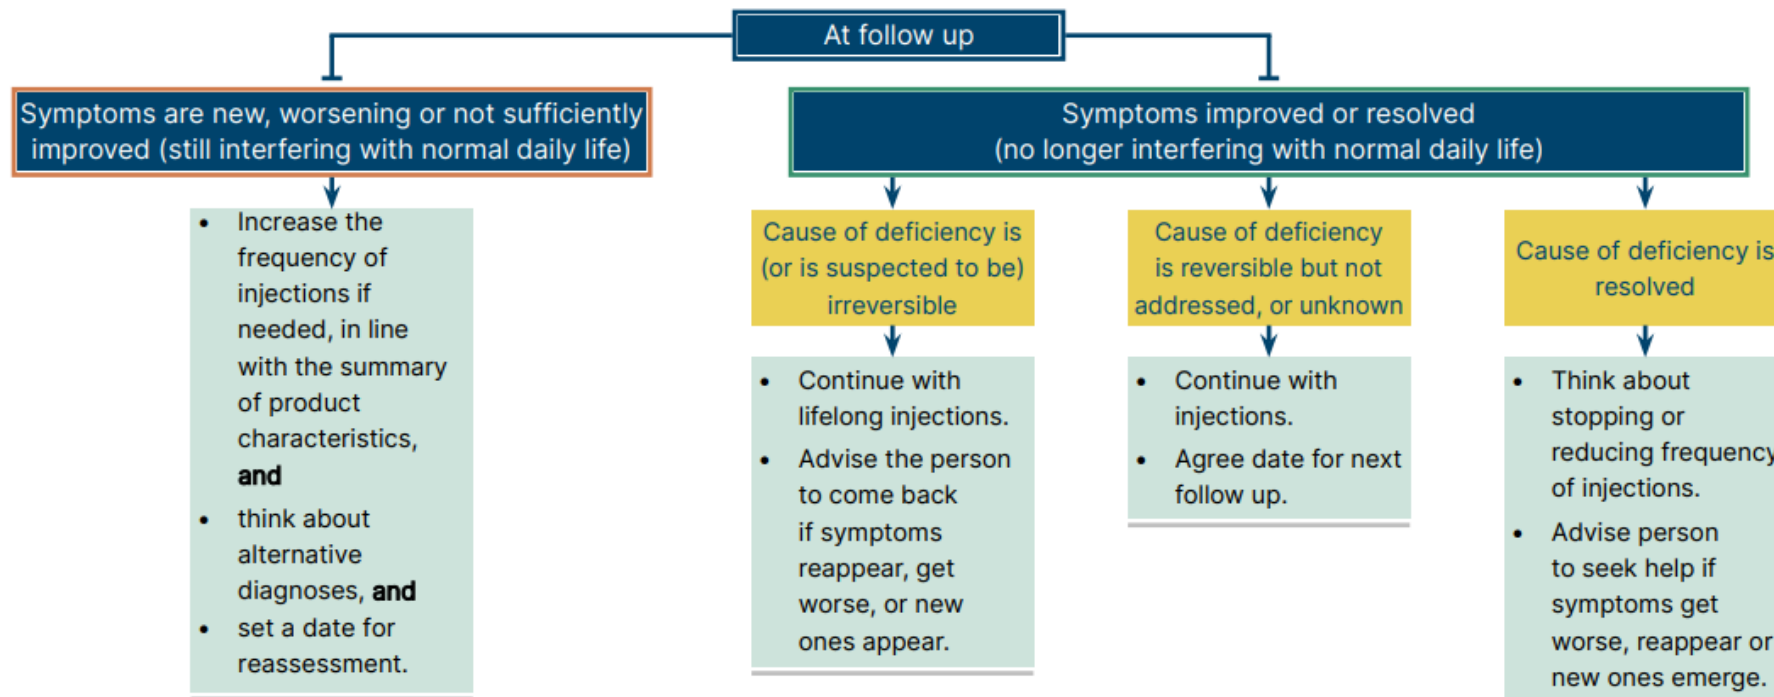 At follow up
Symptoms are new, worsening or not sufficiently
improved (still interfering with normal daily life)
• Increase the
frequency of
injections if
needed, in line
with the summary
of product
characteristics,
and
• think about
alternative
diagnoses, and
• set a date for
reassessment.
Symptoms improved or resolved
(no longer interfering with normal daily life)
Cause of deficiency is
(or is suspected to be)
irreversible
• Continue with
lifelong injections.
• Advise the person
to come back
if symptoms
reappear, get
worse, or new
ones appear.
Cause of deficiency
is reversible but not
addressed, or unknown
• Continue with
injections.
• Agree date for next
follow up.
Cause of deficiency is
resolved
• Think about
stopping or
reducing frequency
of injections.
• Advise person
to seek help if
symptoms get
worse, reappear or
new ones emerge.